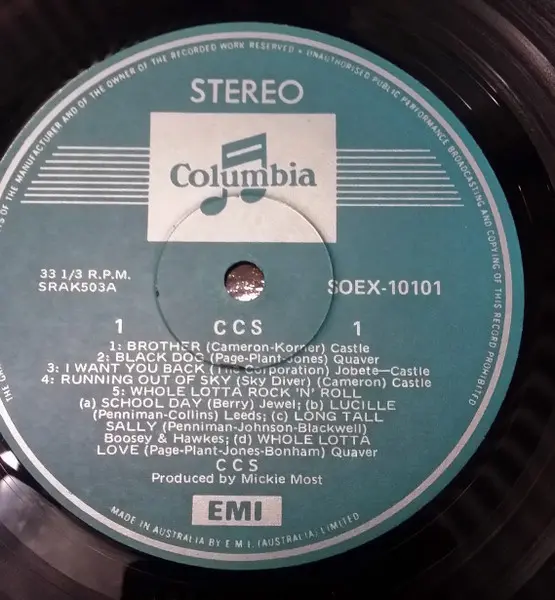 S OF THE MANUFACTURER AND OF THE OWNER OF THE RECORDED WORK RESERVED • UNAUTHORISED PUBLIC PERFORMANCE BROADCASTING AND COPYING OF THIS RECORD PROHIBITED
STEREO
Columbia
33 1/3 R.P.M.
SRAK503A
SOEX-10101
1 CCS 1
1: BROTHER (Cameron-Korner) Castle
2: BLACK DOG (Page-Plant-Jones) Quaver
3: I WANT YOU BACK (The Corporation) Jobete—Castle
4: RUNNING OUT OF SKY (Sky Diver) (Cameron) Castle
5: WHOLE LOTTA ROCK 'N' ROLL
(a) SCHOOL DAY (Berry) Jewel; (b) LUCILLE
(Penniman-Collins) Leeds; (c) LONG TALL
SALLY (Penniman-Johnson-Blackwell)
Boosey & Hawkes; (d) WHOLE LOTTA
LOVE (Page-Plant-Jones-Bonham) Quaver
CCS
Produced by Mickie Most
EMI
MADE IN AUSTRALIA BY E.M.I. (AUSTRALIA) LIMITED